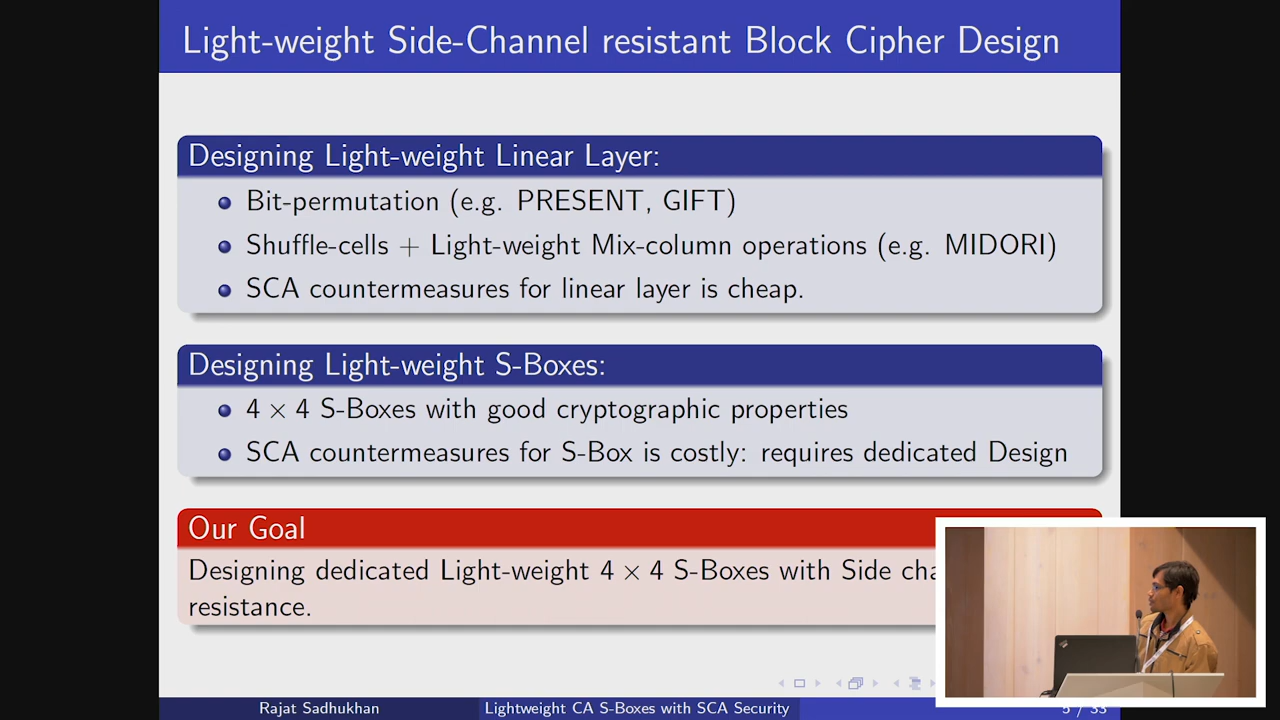 Light-weight Side-Channel resistant Block Cipher Design
Designing Light-weight Linear Layer:
Bit-permutation (e.g. PRESENT, GIFT)
Shuffle-cells + Light-weight Mix-column operations (e.g. MIDORI)
SCA countermeasures for linear layer is cheap.
Designing Light-weight S-Boxes:
4 × 4 S-Boxes with good cryptographic properties
SCA countermeasures for S-Box is costly: requires dedicated Design
Our Goal
Designing dedicated Light-weight 4 × 4 S-Boxes with Side
resistance.
Rajat Sadhukhan
Lightweight CA S-Boxes with SCA Security
5 / 33